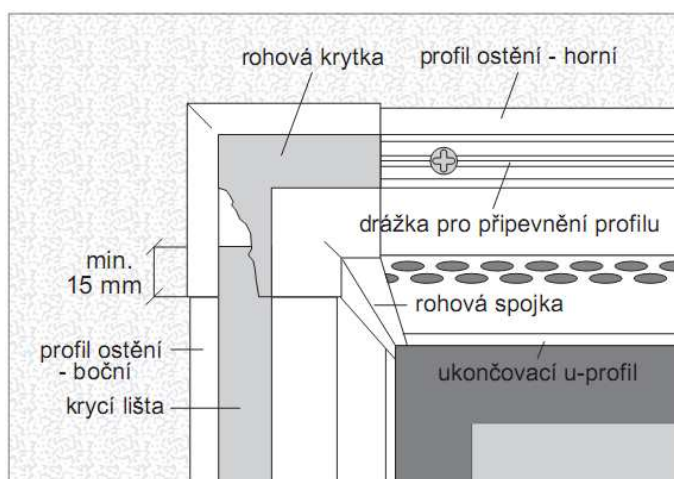 rohová krytka
profil ostění - horní
drážka pro připevnění profilu
min.
15 mm
rohová spojka
profil ostění
- boční
ukončovací u-profil
krycí lišta